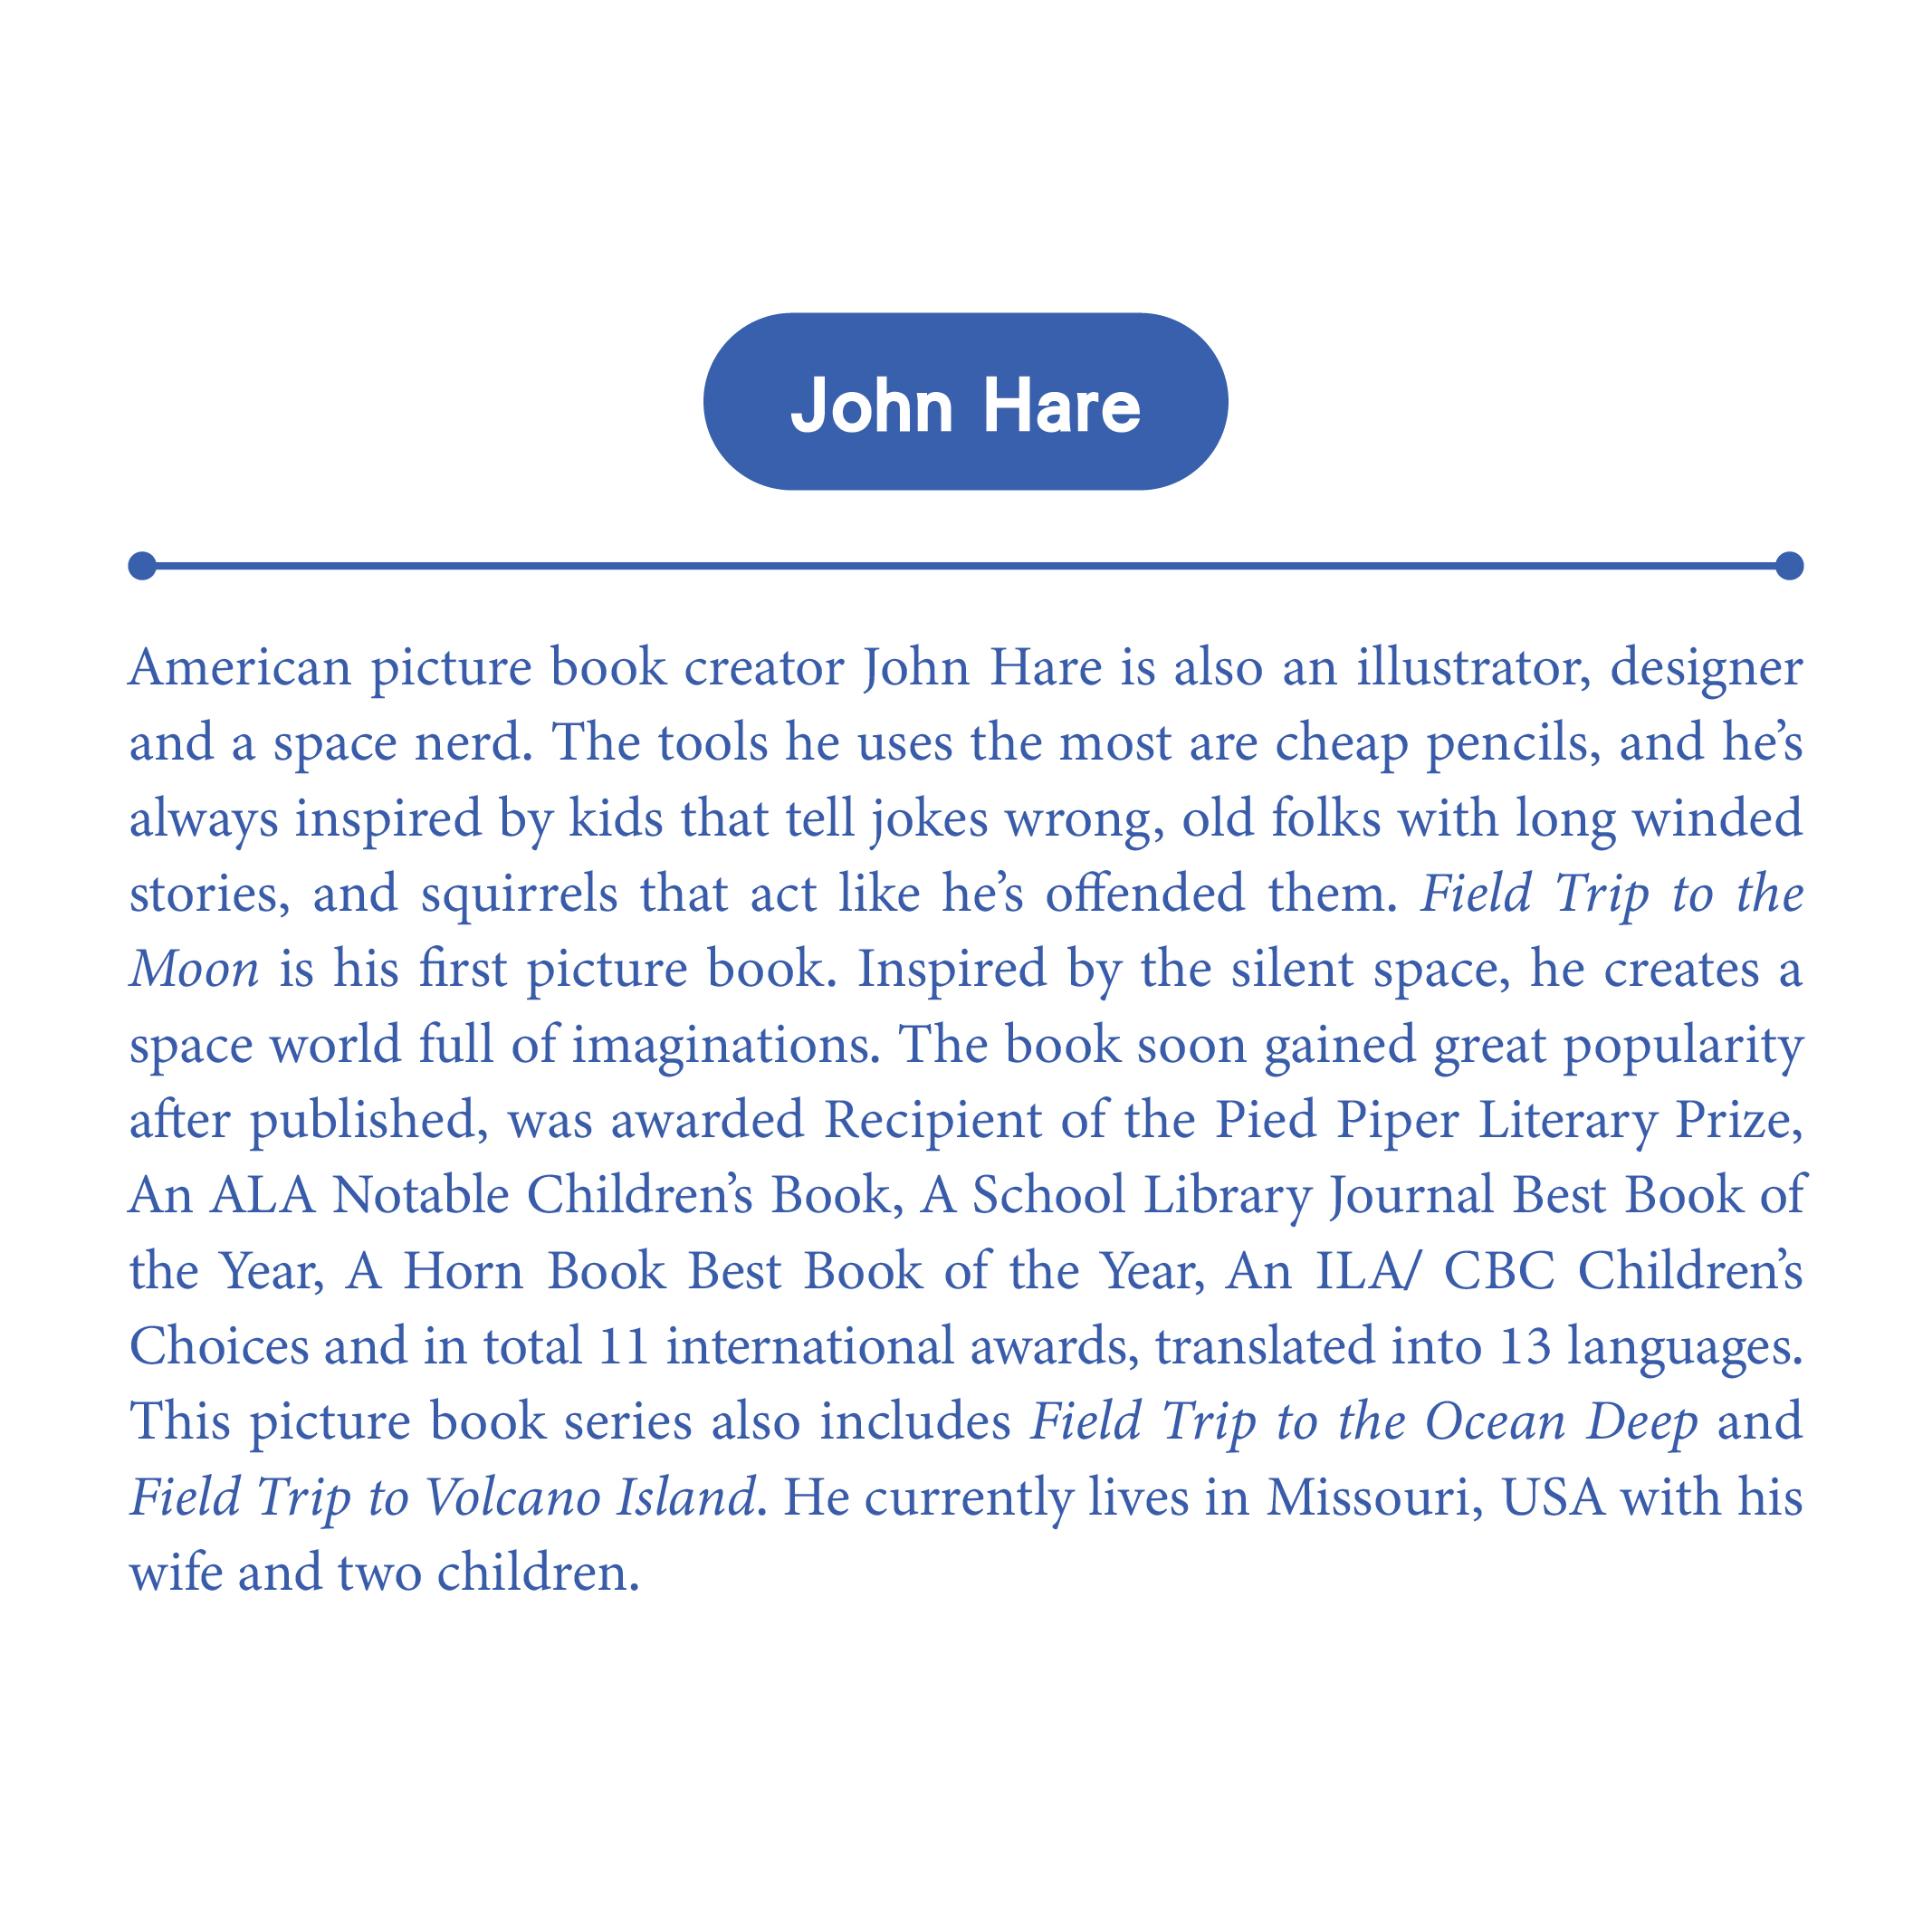 John Hare
American picture book creator John Hare is also an illustrator, designer
and a space nerd. The tools he uses the most are cheap pencils, and he’s
always inspired by kids that tell jokes wrong, old folks with long winded
stories, and squirrels that act like he’s offended them. Field Trip to the
Moon is his first picture book. Inspired by the silent space, he creates a
space world full of imaginations. The book soon gained great popularity
after published, was awarded Recipient of the Pied Piper Literary Prize,
An ALA Notable Children’s Book, A School Library Journal Best Book of
the Year, A Horn Book Best Book of the Year, An ILA/ CBC Children’s
Choices and in total 11 international awards, translated into 13 languages.
This picture book series also includes Field Trip to the Ocean Deep and
Field Trip to Volcano Island. He currently lives in Missouri, USA with his
wife and two children.